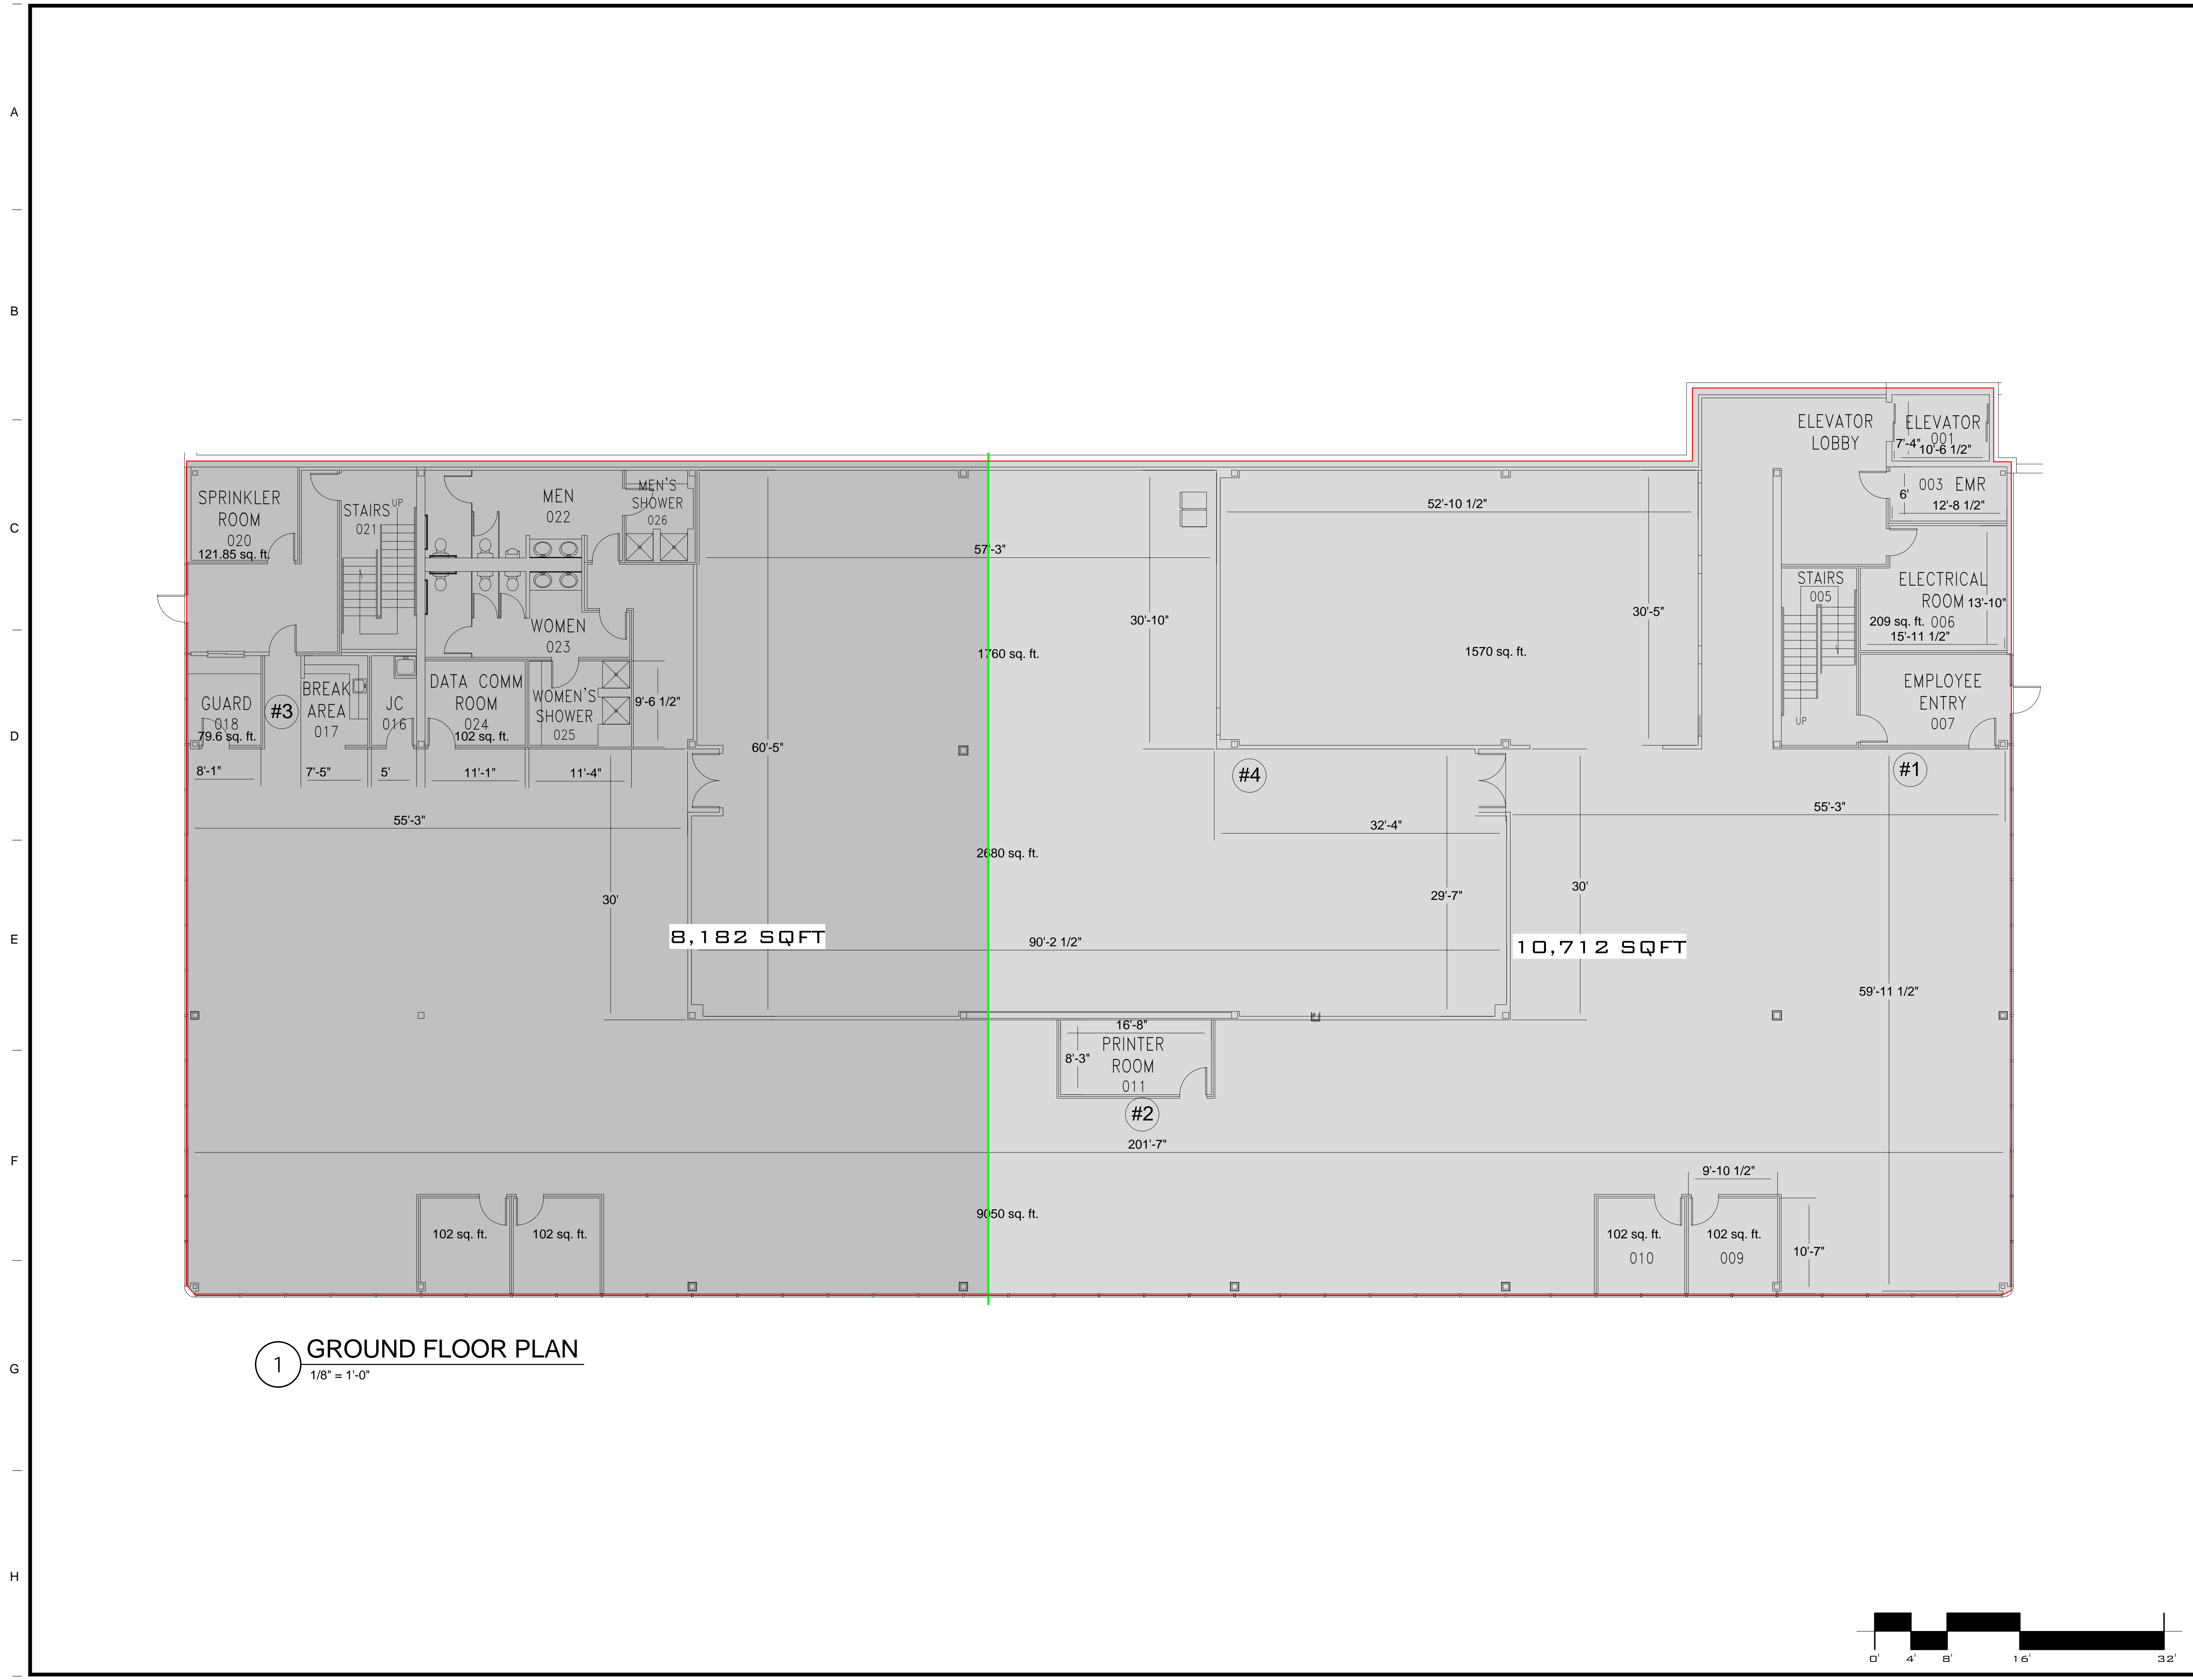 A
B
C
D
E
F
G
H
ELEVATOR
LOBBY
ELEVATOR
001
7'-4"
10'-6 1/2"
003 EMR
6'
12'-8 1/2"
SPRINKLER
ROOM
020
121.85 sq. ft.
STAIRS
UP
021
MEN
022
MEN'S
SHOWER
026
52'-10 1/2"
57'-3"
30'-10"
30'-5"
1760 sq. ft.
1570 sq. ft.
STAIRS
005
UP
ELECTRICAL
ROOM
13'-10"
209 sq. ft.
006
15'-11 1/2"
WOMEN
023
GUARD
018
79.6 sq. ft.
#3
BREAK
AREA
017
JC
016
DATA COMM
ROOM
024
102 sq. ft.
WOMEN'S
SHOWER
025
9'-6 1/2"
EMPLOYEE
ENTRY
007
60'-5"
8'-1"
7'-5"
5'
11'-1"
11'-4"
#4
#1
55'-3"
32'-4"
55'-3"
2680 sq. ft.
30'
29'-7"
30'
8,182 SQFT
90'-2 1/2"
10,712 SQFT
59'-11 1/2"
16'-8"
8'-3"
PRINTER
ROOM
011
#2
201'-7"
9'-10 1/2"
9050 sq. ft.
102 sq. ft.
102 sq. ft.
102 sq. ft.
010
102 sq. ft.
009
10'-7"
1
GROUND FLOOR PLAN
1/8" = 1'-0"
0' 4' 8' 16' 32'